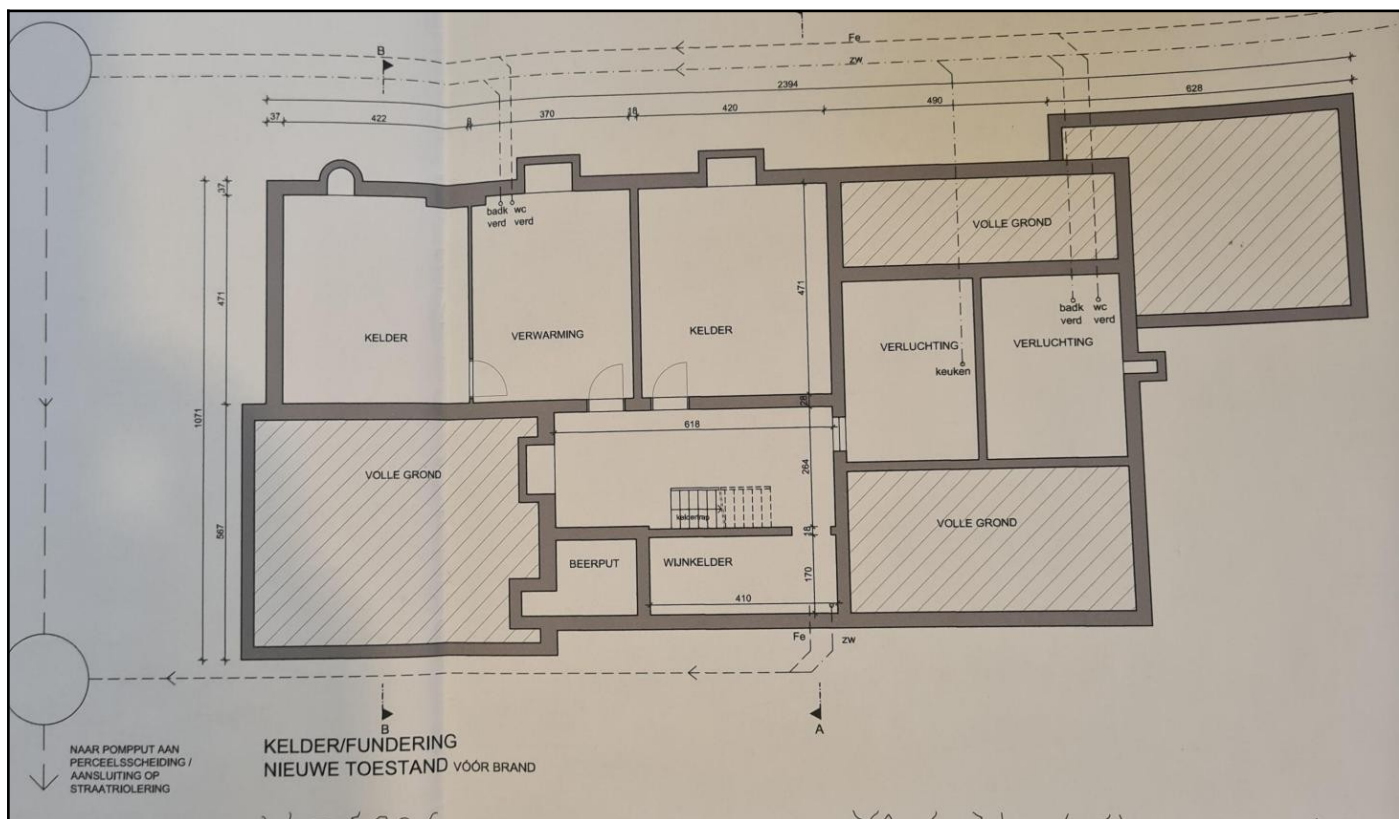 B
Fe
zw
2394
37
422
8
370
18
420
490
628
37
badk
verd
wc
verd
VOLLE GROND
471
471
badk
verd
wc
verd
KELDER
VERWARMING
KELDER
VERLUCHTING
VERLUCHTING
keuken
1071
28
618
VOLLE GROND
264
keldertrap
567
18
VOLLE GROND
BEERPUT
WIJNKELDER
170
410
Fe
zw
B
A
KELDER/FUNDERING
NIEUWE TOESTAND VÓÓR BRAND
NAAR POMPPUT AAN
PERCEELSSCHEIDING /
AANSLUITING OP
STRAATRIOLERING